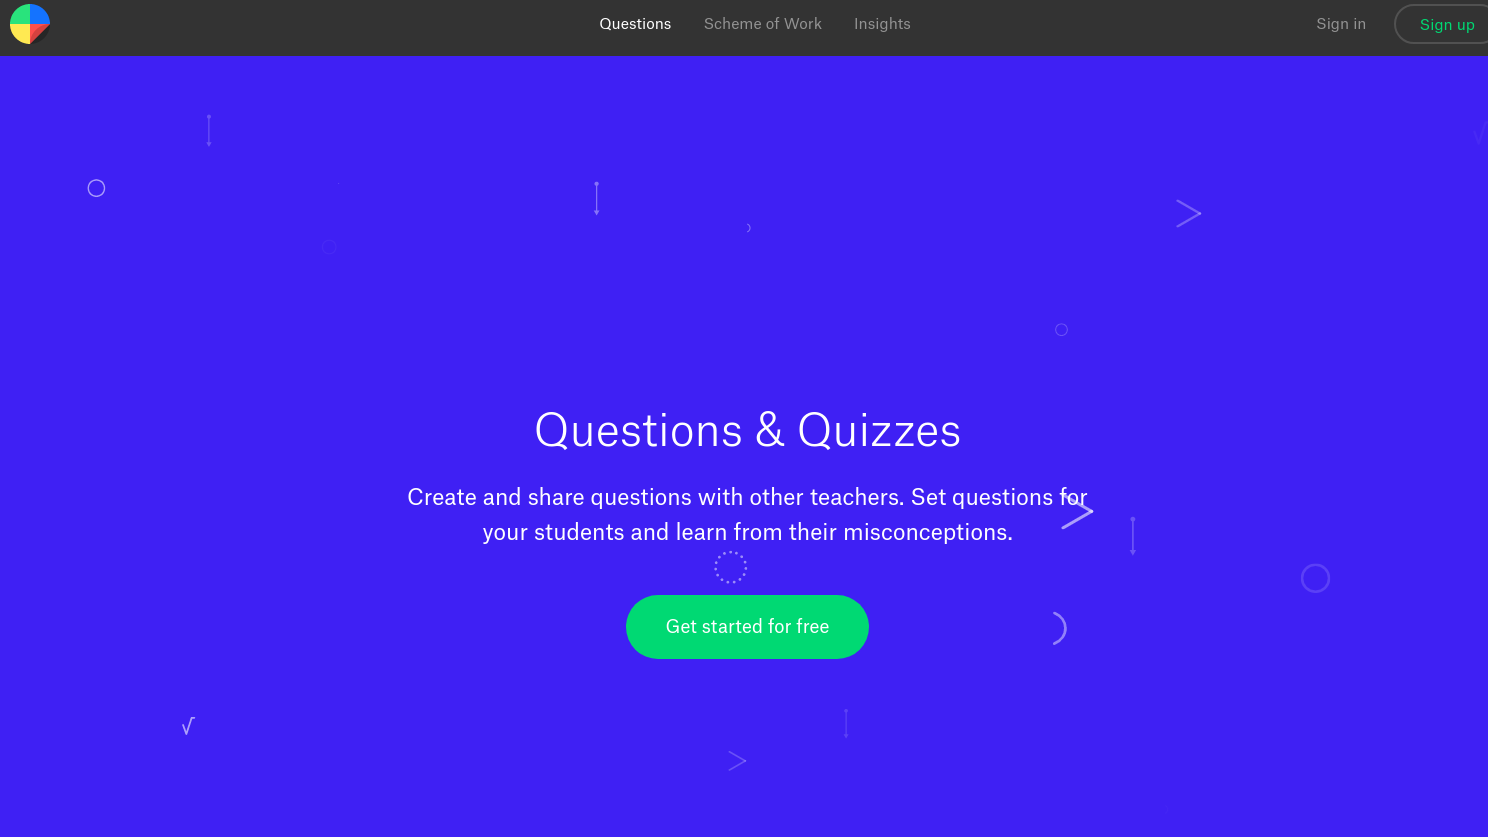 Questions
Scheme of Work
Insights
Sign in
Sign up
Questions & Quizzes
Create and share questions with other teachers. Set questions for
your students and learn from their misconceptions.
Get started for free